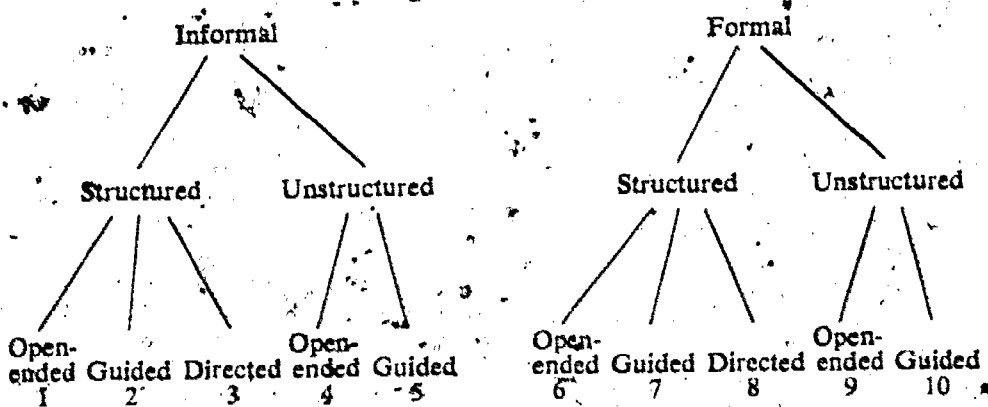 Informal Formal
Structured Unstructured Structured Unstructured
Open- Open- Open- Open-
ended Guided Directed ended Guided ended Guided Directed ended Guided
1 2 3 4 5 6 7 8 9 10